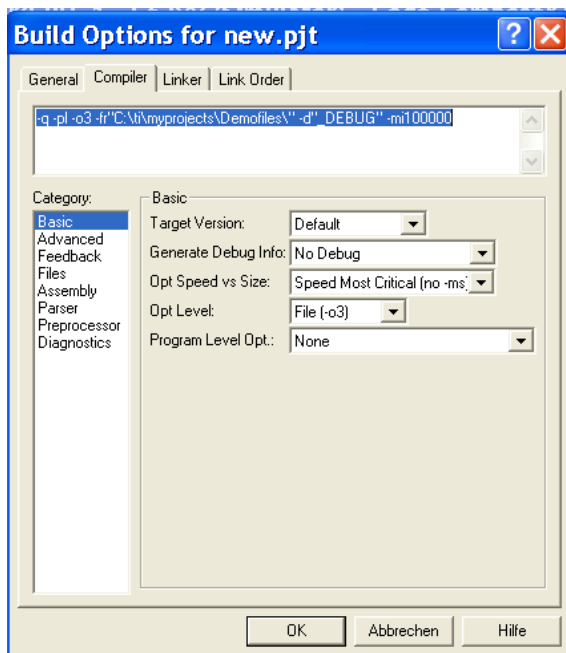 Build Options for new.pjt
General Compiler Linker Link Order
-q -pl -o3 -fr"C:\ti\myprojects\Demofiles\" -d"_DEBUG" -mi100000
Category:
Basic
Advanced
Feedback
Files
Assembly
Parser
Preprocessor
Diagnostics
Basic
Target Version: Default
Generate Debug Info: No Debug
Opt Speed vs Size: Speed Most Critical (no -ms)
Opt Level: File (-o3)
Program Level Opt.: None
OK Abbrechen Hilfe